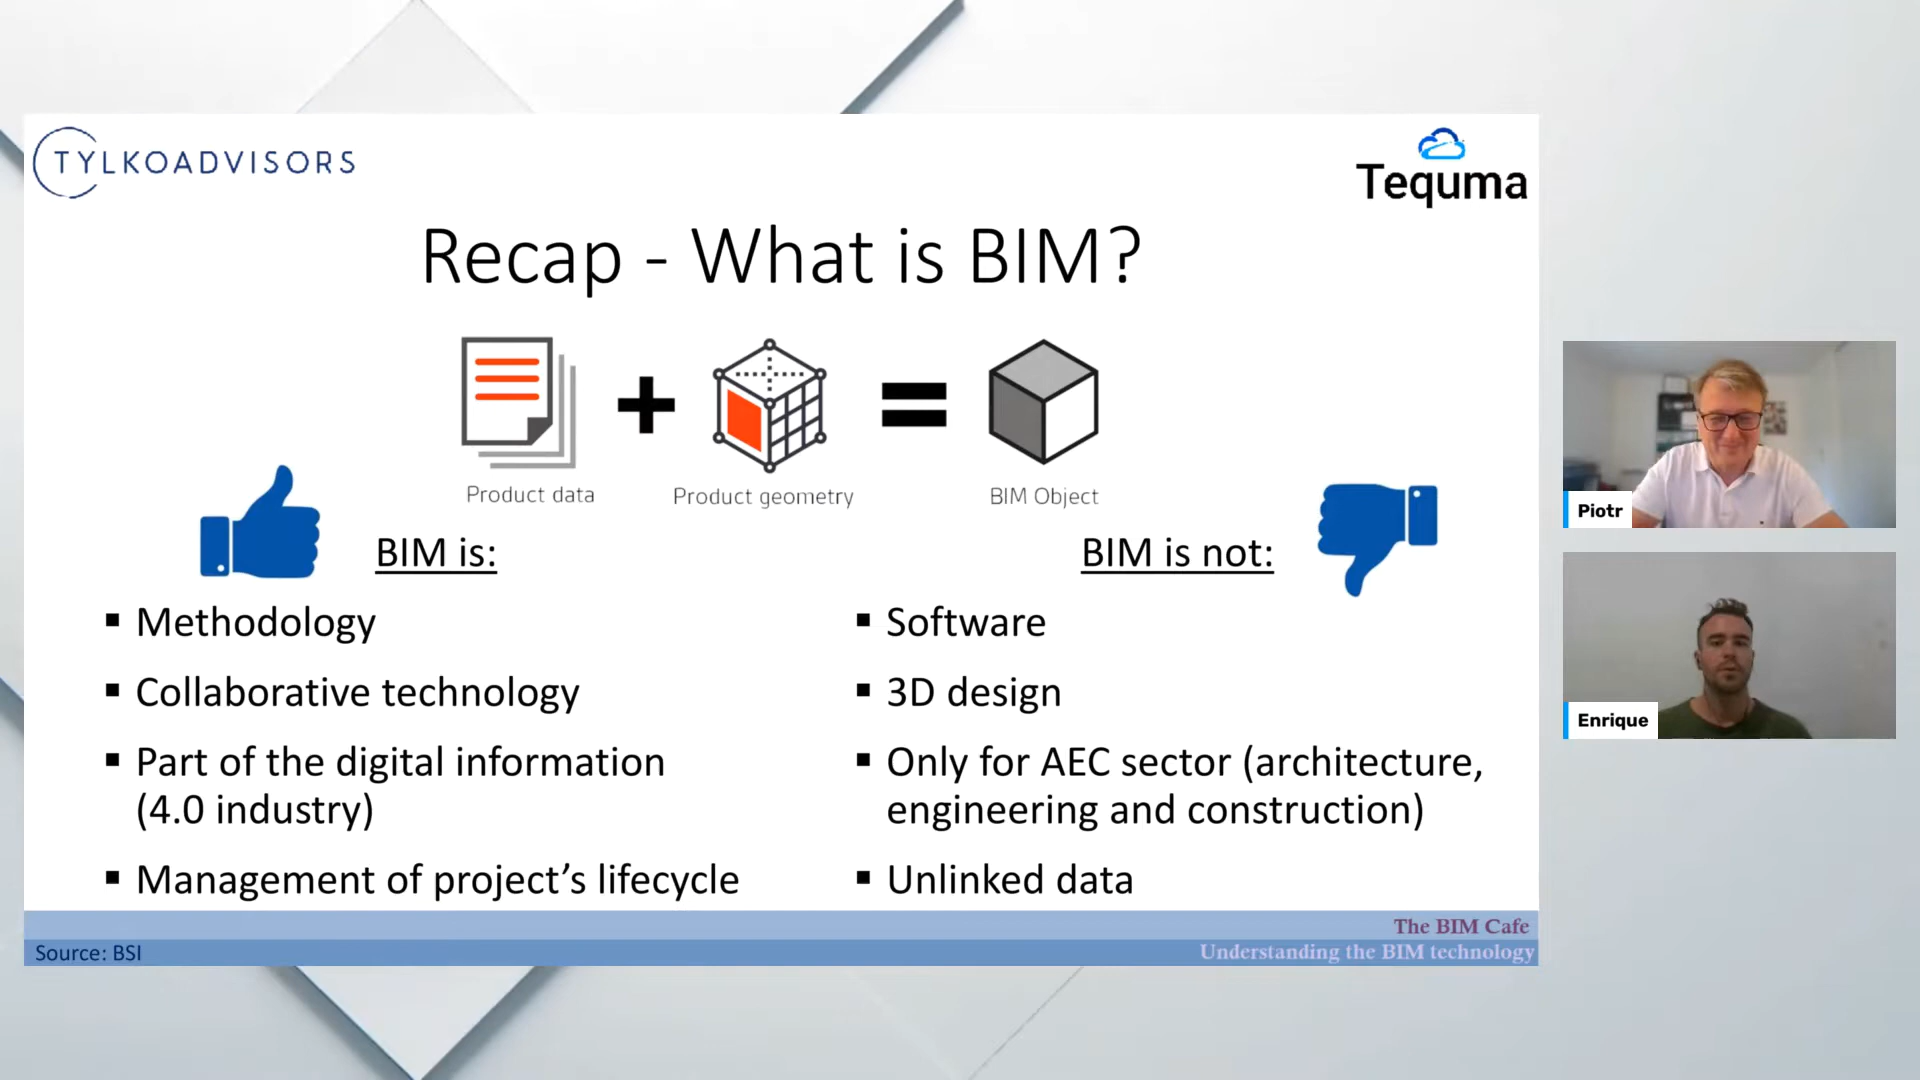 TYLKOADVISORS
Tequma
Recap - What is BIM?
Product data
Product geometry
BIM Object
BIM is:
▪ Methodology
▪ Collaborative technology
▪ Part of the digital information
(4.0 industry)
▪ Management of project’s lifecycle
BIM is not:
▪ Software
▪ 3D design
▪ Only for AEC sector (architecture,
engineering and construction)
▪ Unlinked data
The BIM Cafe
Source: BSI
Understanding the BIM technology
Piotr
Enrique